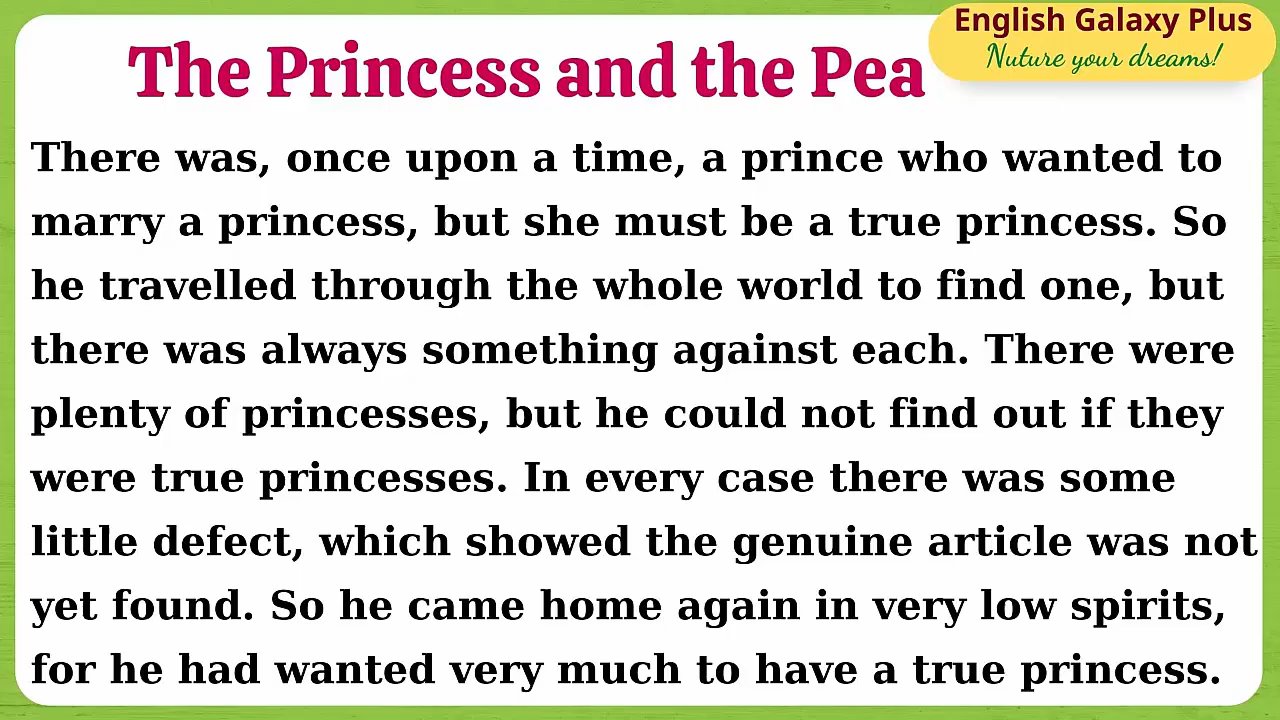 English Galaxy Plus
Nuture your dreams!
The Princess and the Pea
There was, once upon a time, a prince who wanted to
marry a princess, but she must be a true princess. So
he travelled through the whole world to find one, but
there was always something against each. There were
plenty of princesses, but he could not find out if they
were true princesses. In every case there was some
little defect, which showed the genuine article was not
yet found. So he came home again in very low spirits,
for he had wanted very much to have a true princess.